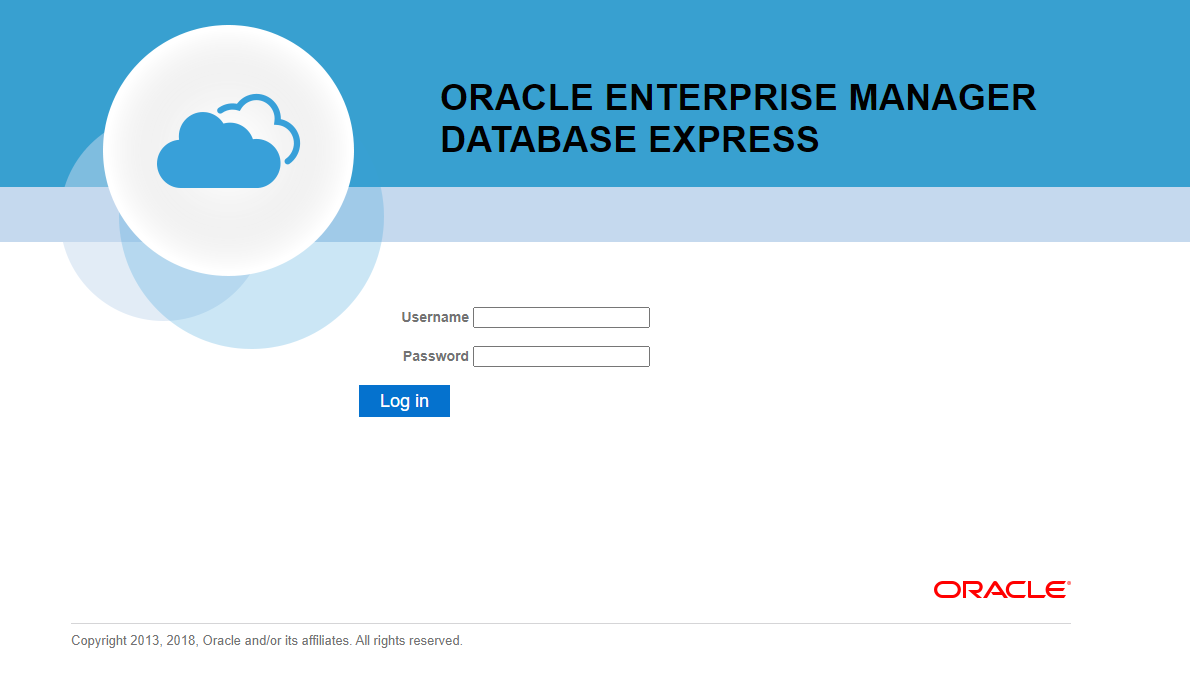 ORACLE ENTERPRISE MANAGER
DATABASE EXPRESS
Username
Password
Log in
ORACLE®
Copyright 2013, 2018, Oracle and/or its affiliates. All rights reserved.